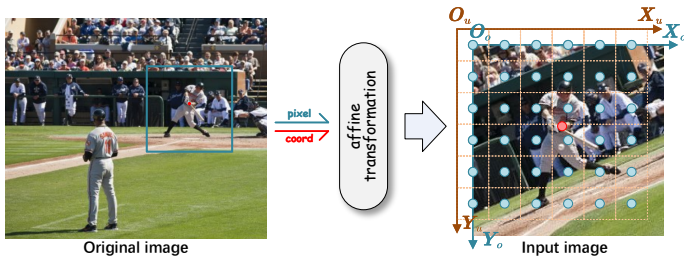 O_u
X_u
O_o
X_o
pixel
coord
affine
transformation
Y_u
Y_o
Original image
Input image